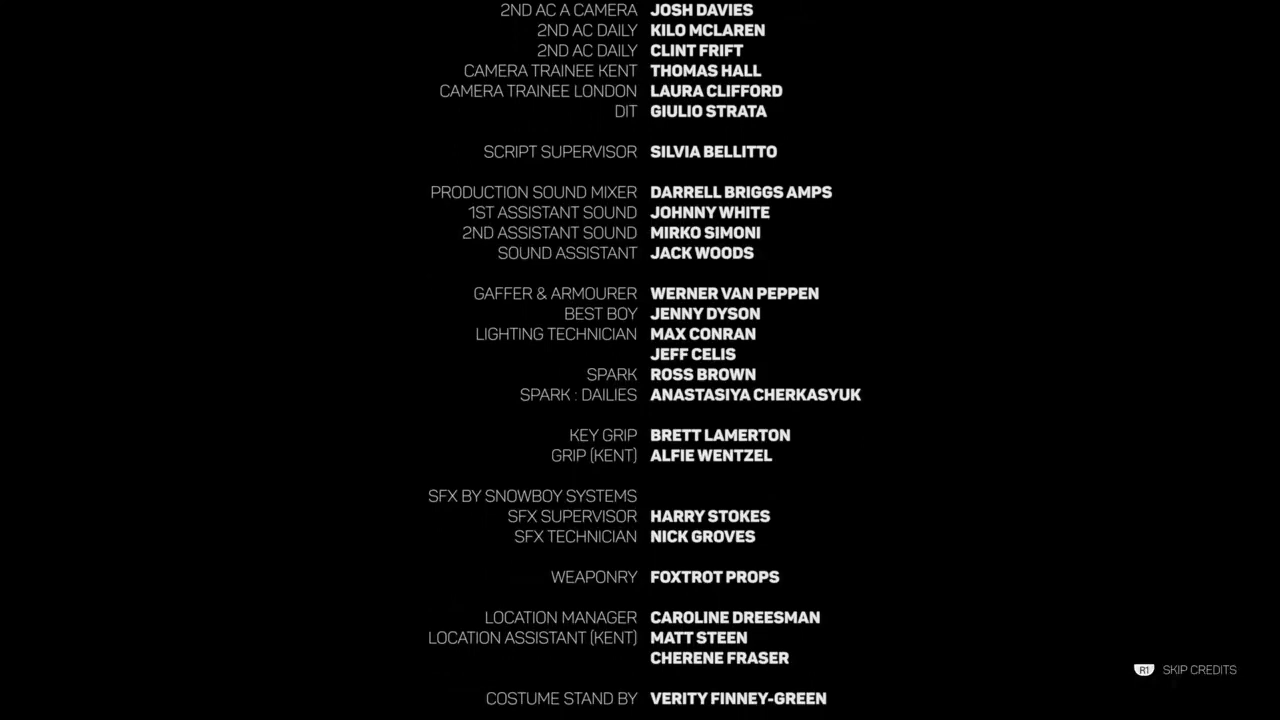 2ND AC A CAMERA JOSH DAVIES
2ND AC DAILY KILO MCLAREN
2ND AC DAILY CLINT FRIFT
CAMERA TRAINEE KENT THOMAS HALL
CAMERA TRAINEE LONDON LAURA CLIFFORD
DIT GIULIO STRATA
SCRIPT SUPERVISOR SILVIA BELLITTO
PRODUCTION SOUND MIXER DARRELL BRIGGS AMPS
1ST ASSISTANT SOUND JOHNNY WHITE
2ND ASSISTANT SOUND MIRKO SIMONI
SOUND ASSISTANT JACK WOODS
GAFFER & ARMOURER WERNER VAN PEPPEN
BEST BOY JENNY DYSON
LIGHTING TECHNICIAN MAX CONRAN
JEFF CELIS
SPARK ROSS BROWN
SPARK : DAILIES ANASTASIYA CHERKASYUK
KEY GRIP BRETT LAMERTON
GRIP (KENT) ALFIE WENTZEL
SFX BY SNOWBOY SYSTEMS
SFX SUPERVISOR HARRY STOKES
SFX TECHNICIAN NICK GROVES
WEAPONRY FOXTROT PROPS
LOCATION MANAGER CAROLINE DREESMAN
LOCATION ASSISTANT (KENT) MATT STEEN
CHERENE FRASER
R1 SKIP CREDITS
COSTUME STAND BY VERITY FINNEY-GREEN